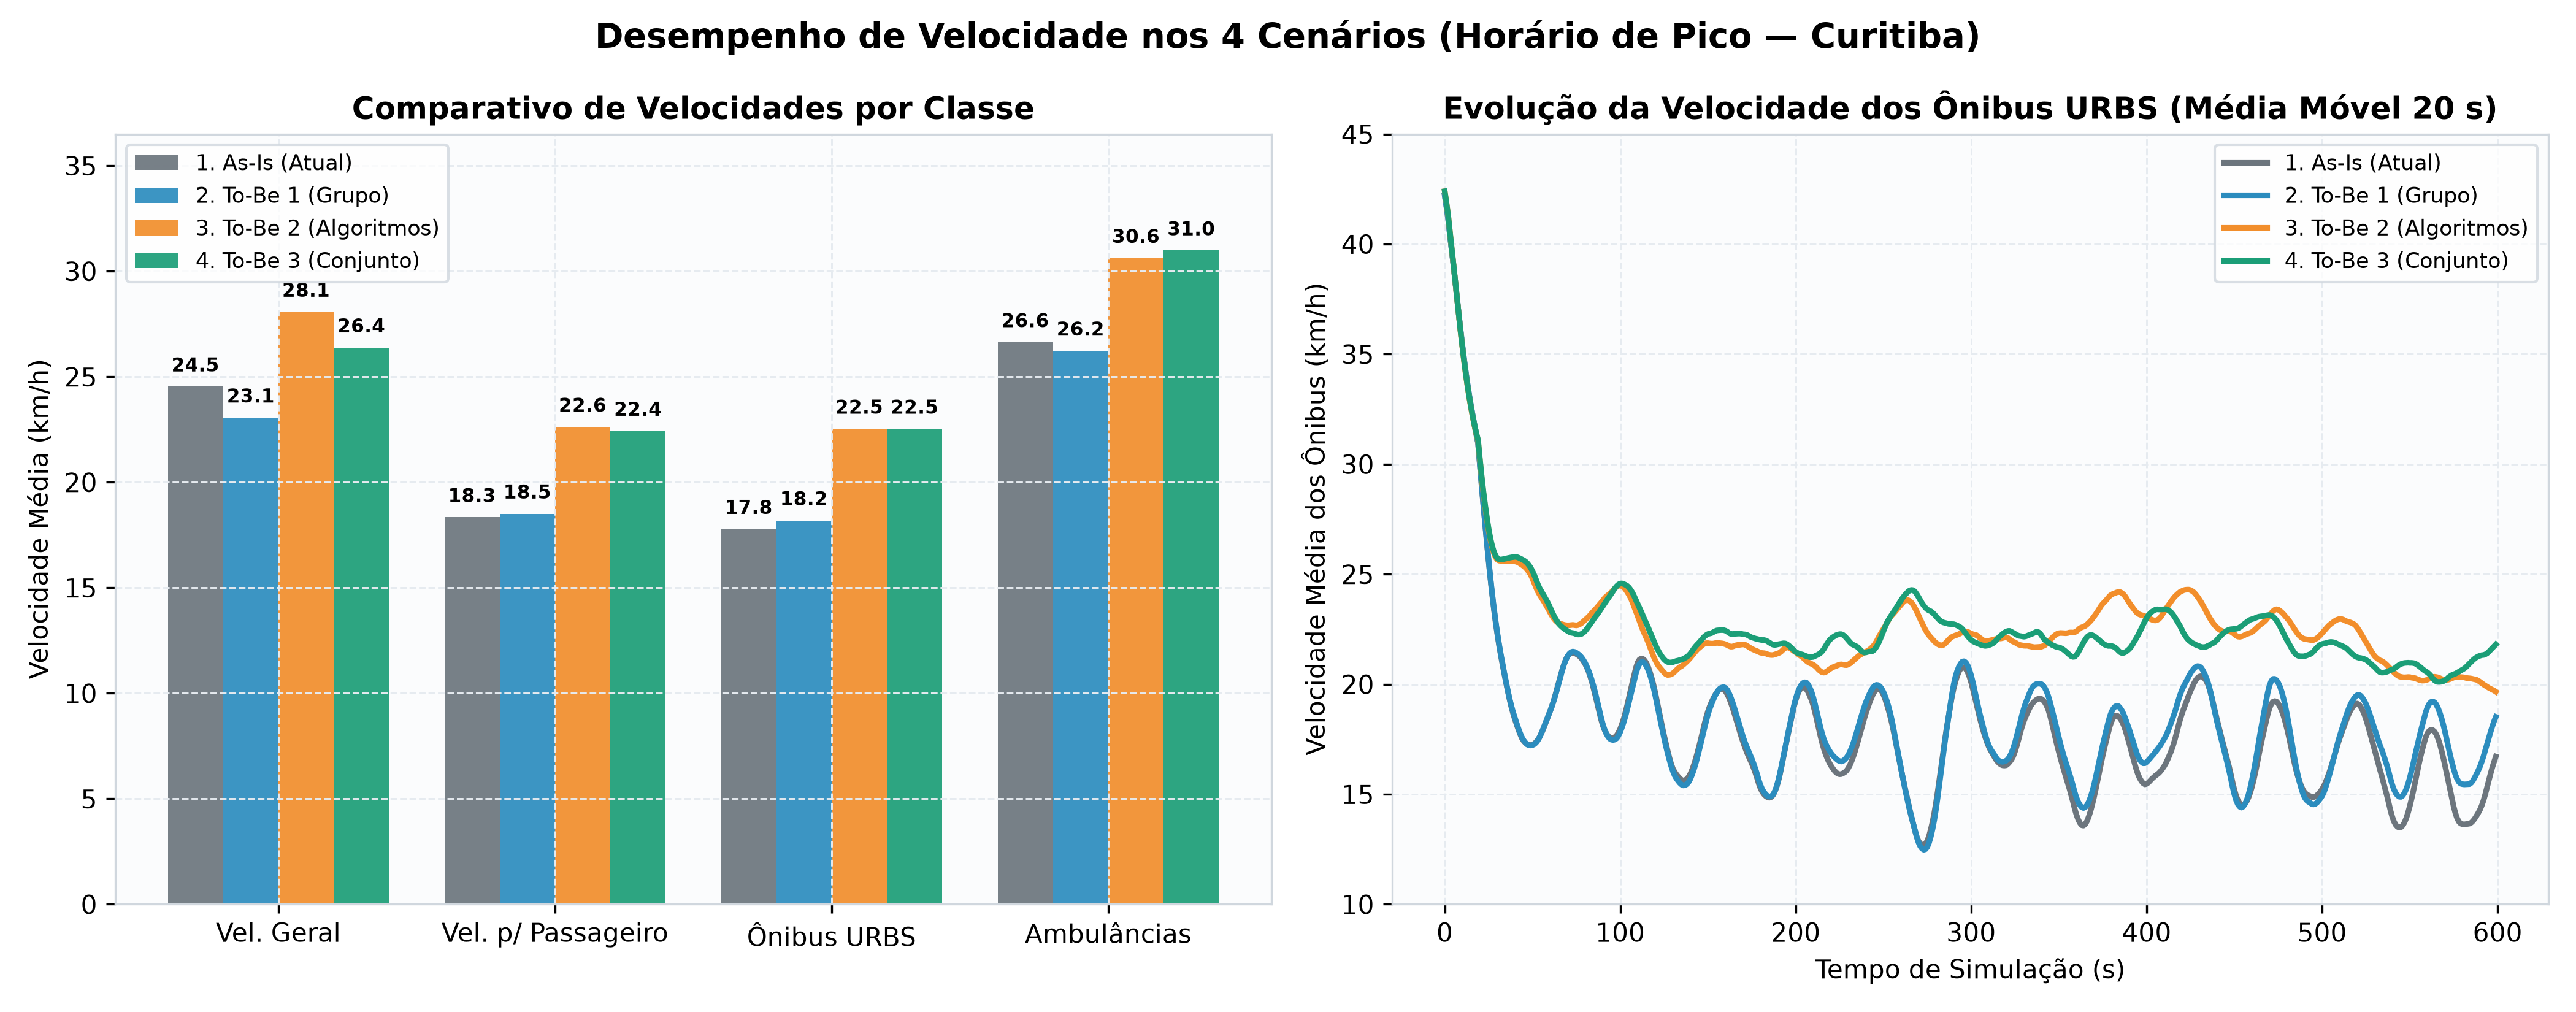 Desempenho de Velocidade nos 4 Cenários (Horário de Pico — Curitiba)
Comparativo de Velocidades por Classe
Velocidade Média (km/h)
35
30
25
20
15
10
5
0
1. As-Is (Atual)
2. To-Be 1 (Grupo)
3. To-Be 2 (Algoritmos)
4. To-Be 3 (Conjunto)
24.5
23.1
28.1
26.4
18.3
18.5
22.6
22.4
17.8
18.2
22.5
22.5
26.6
26.2
30.6
31.0
Vel. Geral
Vel. p/ Passageiro
Ônibus URBS
Ambulâncias
Evolução da Velocidade dos Ônibus URBS (Média Móvel 20 s)
Velocidade Média dos Ônibus (km/h)
45
40
35
30
25
20
15
10
1. As-Is (Atual)
2. To-Be 1 (Grupo)
3. To-Be 2 (Algoritmos)
4. To-Be 3 (Conjunto)
0
100
200
300
400
500
600
Tempo de Simulação (s)